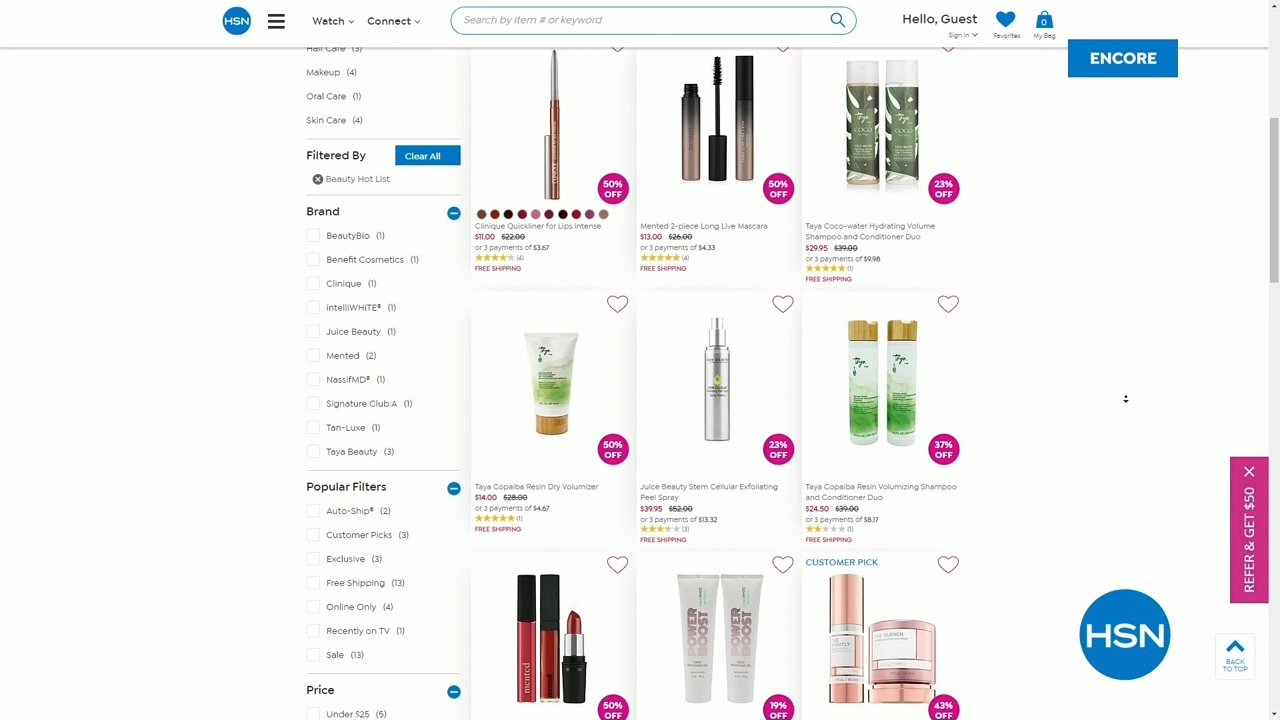 HSN
Watch
Connect
Search by item # or keyword
Hello, Guest
Sign In
Favorites
0
My Bag
ENCORE
Hair Care (3)
Makeup (4)
Oral Care (1)
Skin Care (4)
Filtered By
Clear All
Beauty Hot List
Brand
BeautyBio (1)
Benefit Cosmetics (1)
Clinique (1)
intelliWHiTE® (1)
Juice Beauty (1)
Mented (2)
NassifMD® (1)
Signature Club A (1)
Tan-Luxe (1)
Taya Beauty (3)
Popular Filters
Auto-Ship® (2)
Customer Picks (3)
Exclusive (3)
Free Shipping (13)
Online Only (4)
Recently on TV (1)
Sale (13)
Price
Under $25 (5)
50% OFF
Clinique Quickliner for Lips Intense
$11.00 $22.00
or 3 payments of $3.67
(4)
FREE SHIPPING
50% OFF
Mented 2-piece Long Live Mascara
$13.00 $26.00
or 3 payments of $4.33
(4)
FREE SHIPPING
23% OFF
Taya Coco-water Hydrating Volume
Shampoo and Conditioner Duo
$29.95 $39.00
or 3 payments of $9.98
(1)
FREE SHIPPING
50% OFF
Taya Copaiba Resin Dry Volumizer
$14.00 $28.00
or 3 payments of $4.67
(1)
FREE SHIPPING
23% OFF
Juice Beauty Stem Cellular Exfoliating
Peel Spray
$39.95 $52.00
or 3 payments of $13.32
(3)
FREE SHIPPING
37% OFF
Taya Copaiba Resin Volumizing Shampoo
and Conditioner Duo
$24.50 $39.00
or 3 payments of $8.17
(1)
FREE SHIPPING
mented
50% OFF
POWER BOOST
POWER BOOST
19% OFF
CUSTOMER PICK
43% OFF
REFER & GET $50
HSN
BACK
TO TOP